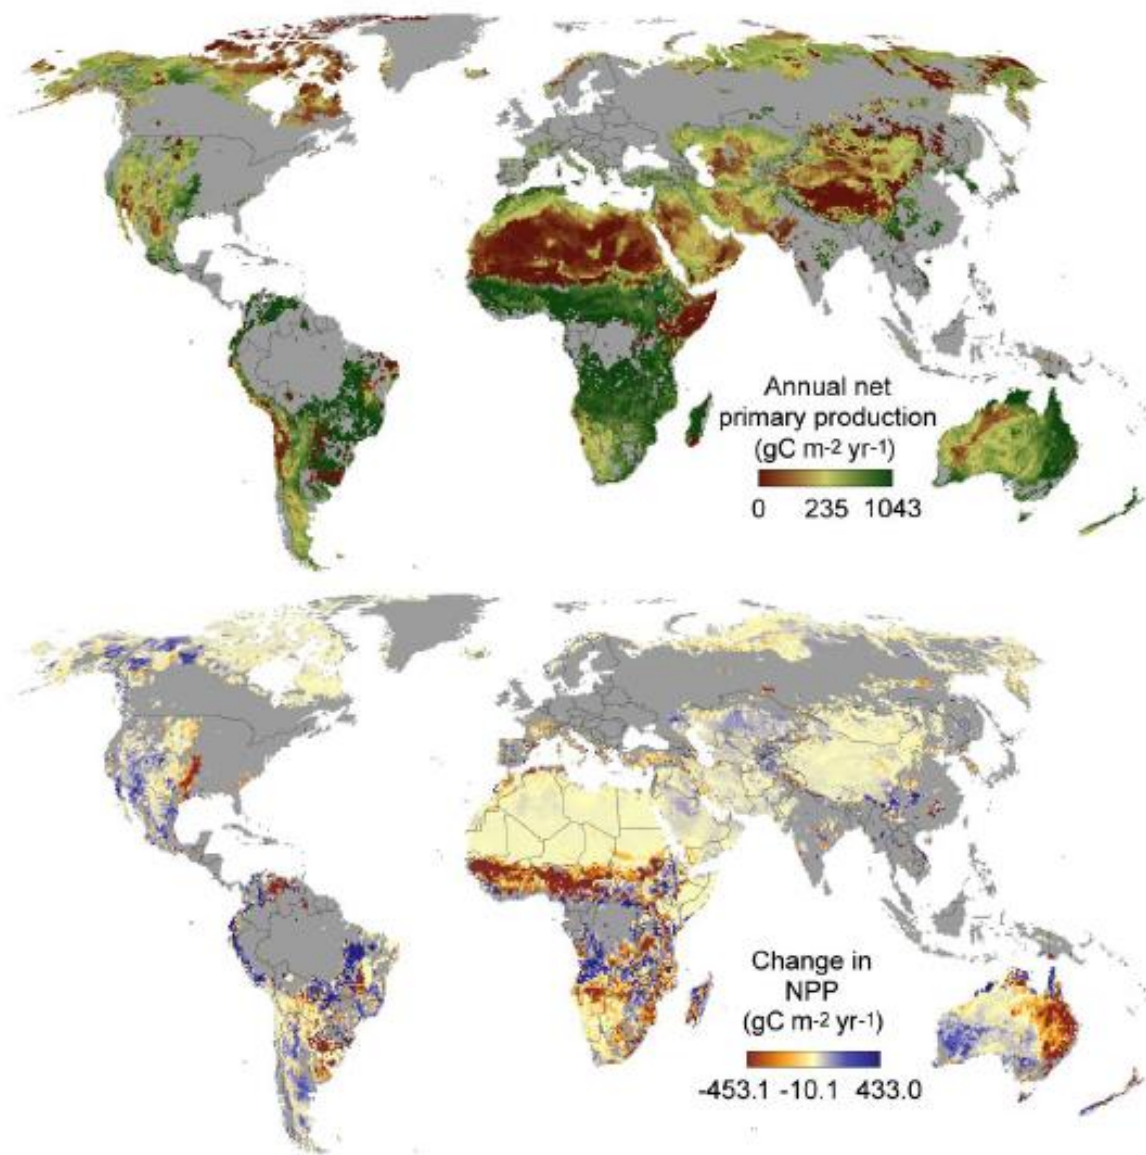 Annual net
primary production
(gC m-2 yr-1)
0 235 1043
Change in
NPP
(gC m-2 yr-1)
-453.1 -10.1 433.0